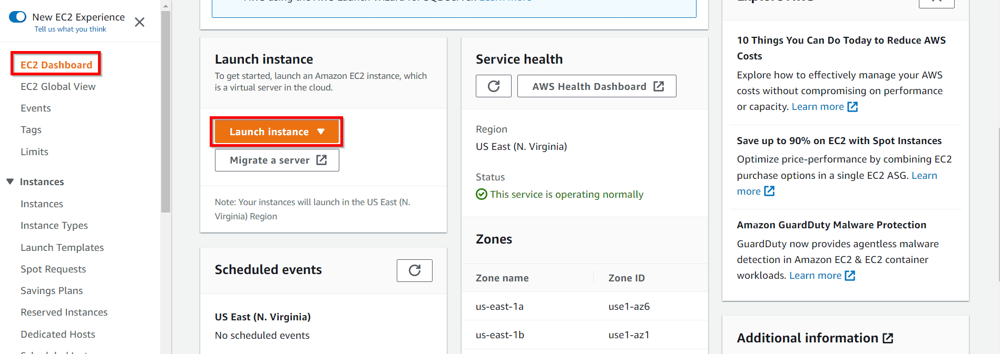 New EC2 Experience
Tell us what you think
EC2 Dashboard
EC2 Global View
Events
Tags
Limits
Instances
Instances
Instance Types
Launch Templates
Spot Requests
Savings Plans
Reserved Instances
Dedicated Hosts
Learn more
Launch instance
To get started, launch an Amazon EC2 instance, which
is a virtual server in the cloud.
Launch instance
Migrate a server
Note: Your instances will launch in the US East (N.
Virginia) Region
Scheduled events
US East (N. Virginia)
No scheduled events
Service health
AWS Health Dashboard
Region
US East (N. Virginia)
Status
This service is operating normally
Zones
Zone name Zone ID
us-east-1a use1-az6
us-east-1b use1-az1
10 Things You Can Do Today to Reduce AWS
Costs
Explore how to effectively manage your AWS
costs without compromising on performance
or capacity. Learn more
Save up to 90% on EC2 with Spot Instances
Optimize price-performance by combining EC2
purchase options in a single EC2 ASG. Learn
more
Amazon GuardDuty Malware Protection
GuardDuty now provides agentless malware
detection in Amazon EC2 & EC2 container
workloads. Learn more
Additional information